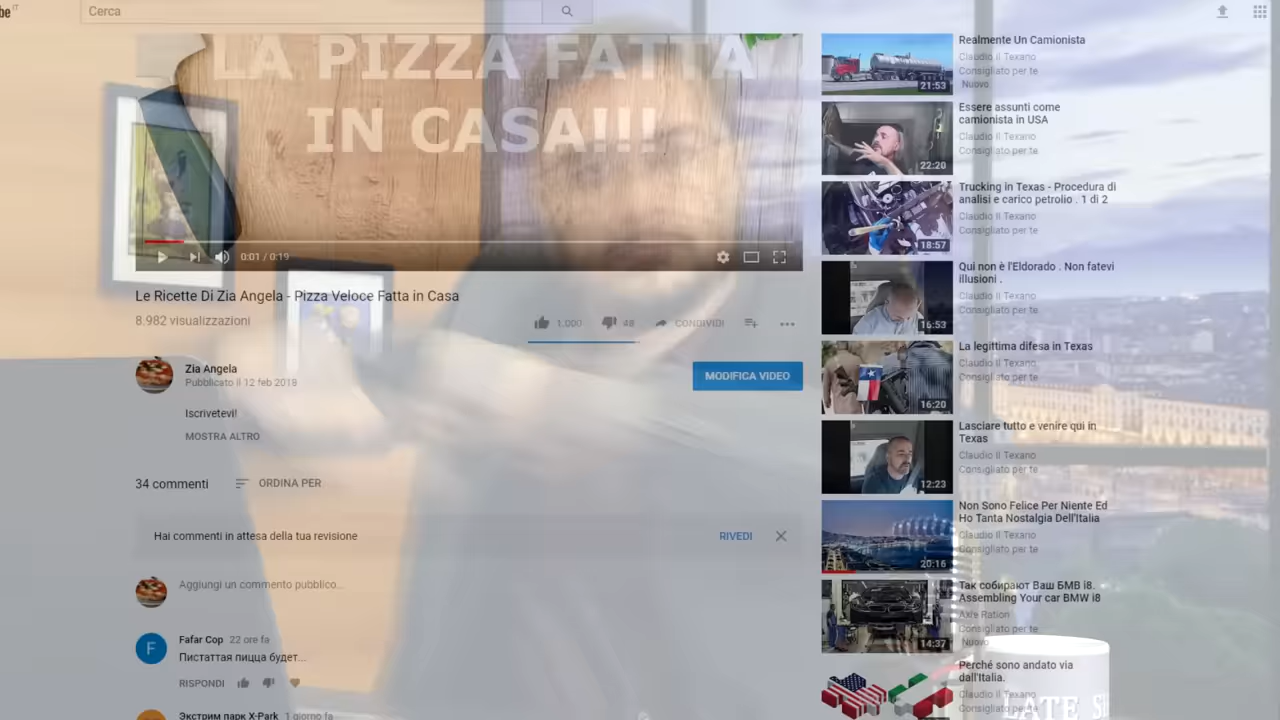 be IT
Cerca
LA PIZZA FATTA
IN CASA!!!
0:01 / 0:19
Le Ricette Di Zia Angela - Pizza Veloce Fatta in Casa
8.982 visualizzazioni
1.000
48
CONDIVIDI
Zia Angela
Pubblicato il 12 feb 2018
MODIFICA VIDEO
Iscrivetevi!
MOSTRA ALTRO
34 commenti
ORDINA PER
Hai commenti in attesa della tua revisione
RIVEDI
Aggiungi un commento pubblico...
F
Fafar Cop 22 ore fa
Пистаттая пицца будет...
RISPONDI
Экстрим парк X-Park 1 giorno fa
21:53
Realmente Un Camionista
Claudio Il Texano
Consigliato per te
Nuovo
22:20
Essere assunti come
camionista in USA
Claudio Il Texano
Consigliato per te
18:57
Trucking in Texas - Procedura di
analisi e carico petrolio . 1 di 2
Claudio Il Texano
Consigliato per te
16:53
Qui non è l'Eldorado . Non fatevi
illusioni .
Claudio Il Texano
Consigliato per te
16:20
La legittima difesa in Texas
Claudio Il Texano
Consigliato per te
12:23
Lasciare tutto e venire qui in
Texas
Claudio Il Texano
Consigliato per te
20:16
Non Sono Felice Per Niente Ed
Ho Tanta Nostalgia Dell'Italia
Claudio Il Texano
Consigliato per te
14:37
Так собирают Ваш БМВ i8.
Assembling Your car BMW i8
Axle Ration
Consigliato per te
Nuovo
Perché sono andato via
dall'Italia.
Claudio Il Texano
Consigliato per te
LATE